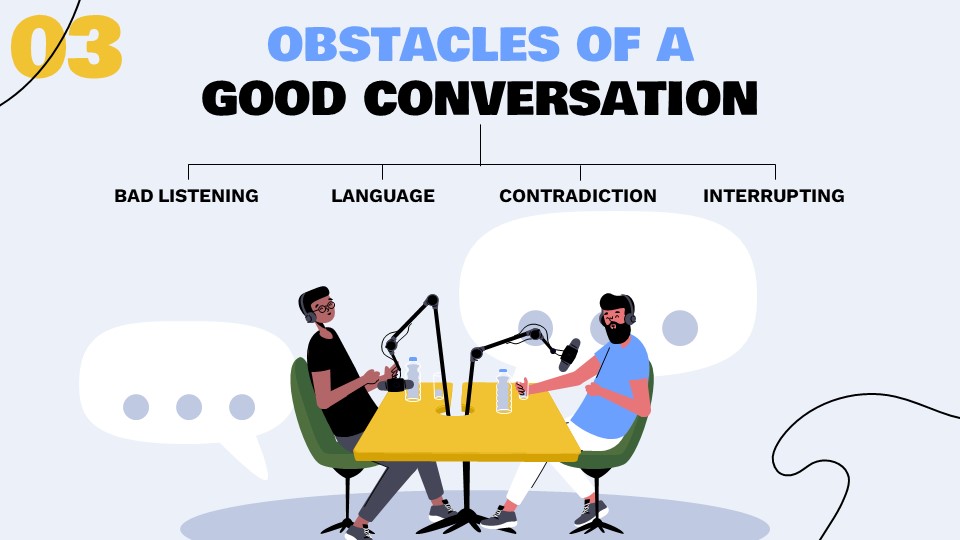 03
OBSTACLES OF A
GOOD CONVERSATION
BAD LISTENING
LANGUAGE
CONTRADICTION
INTERRUPTING